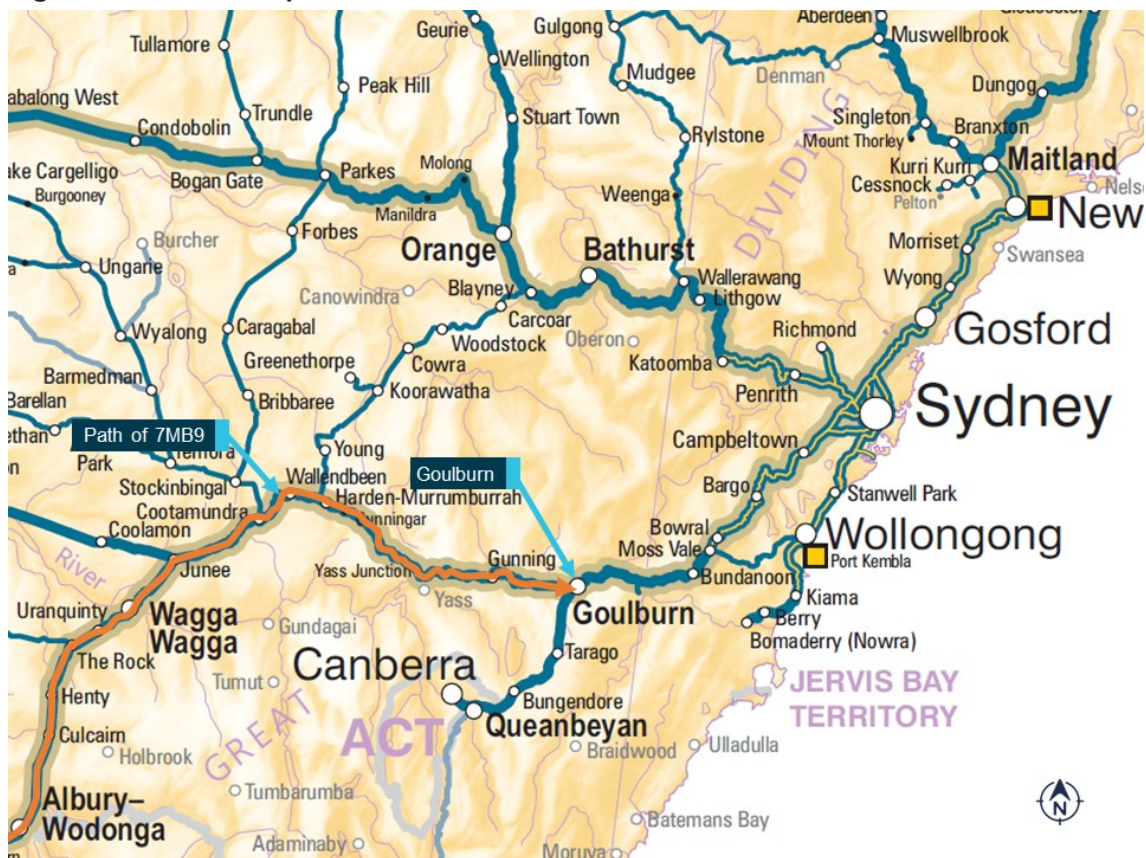 Tullamore
Geurie
Gulgong
Aberdeen
Muswellbrook
Wellington
Denman
Peak Hill
Mudgee
Dungog
abalong West
Trundle
Stuart Town
Singleton
Branxton
Condobolin
Rylstone
Mount Thorley
DIVIDING
Molong
Kurri Kurri
Maitland
ake Cargelligo
Bogan Gate
Parkes
Cessnock
Burgooney
Manildra
Weenga
Pelton
Nels
New
Forbes
Burcher
Orange
Bathurst
Morriset
Swansea
Ungarie
Wallerawang
Wyong
Canowindra
Blayney
Lithgow
Carcoar
Wyalong
Caragabal
Richmond
Gosford
Woodstock
Oberon
Greenethorpe
Cowra
Katoomba
Barmedman
Penrith
Koorawatha
Barellan
Bribbaree
Sydney
ethan
Path of 7MB9
Campbeltown
Young
Park
Temora
Goulburn
Wallendbeen
Stockinbingal
Harden-Murrumburrah
Bargo
Stanwell Park
Cootamundra
Coolamon
Bowral
Wollongong
Gunning
Moss Vale
Port Kembla
River
Junee
Yass Junction
Bundanoon
Yass
Kiama
Uranquinty
Wagga
Wagga
Goulburn
Berry
Gundagai
Bomaderry (Nowra)
The Rock
Canberra
Tarago
JERVIS BAY
TERRITORY
Tumut
Henty
Bungendore
GREAT
ACT
Queanbeyan
Culcairn
Holbrook
Braidwood
Ulladulla
Tumbarumba
Albury–
Wodonga
Batemans Bay
Adaminaby
Moruya
N